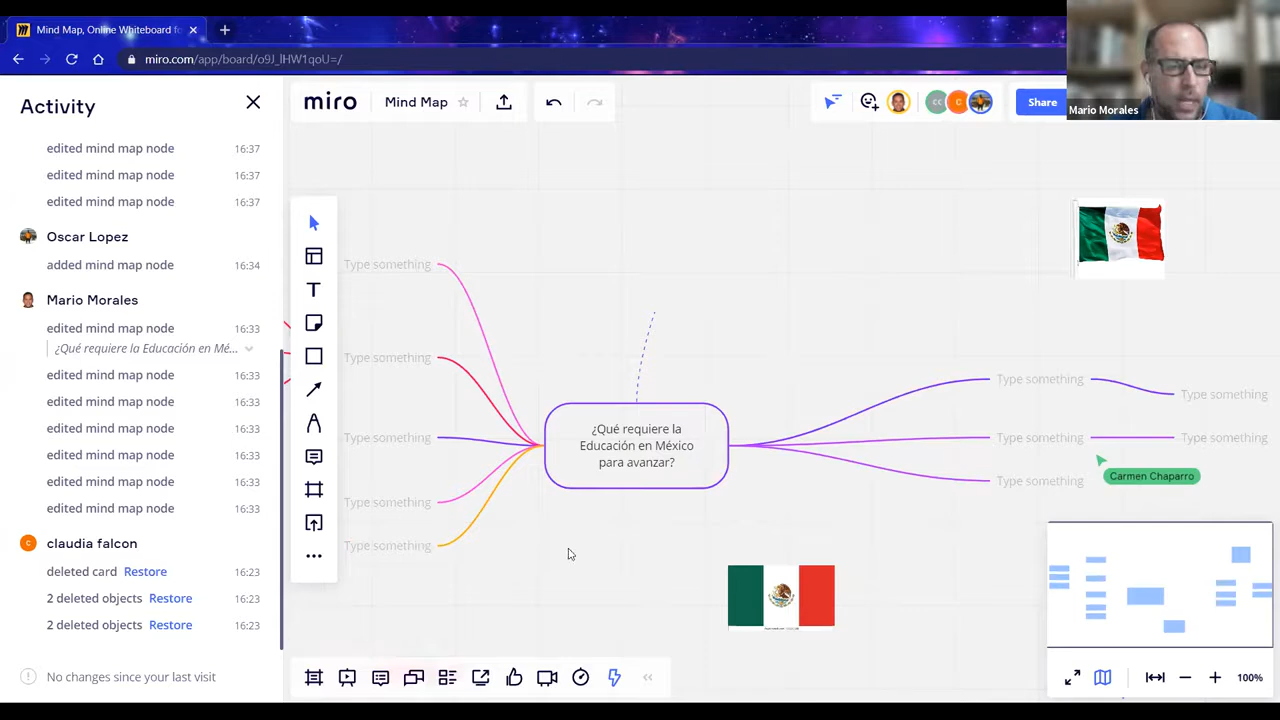 Mind Map, Online Whiteboard fo
miro.com/app/board/o9J_lHW1qoU=/
Mario Morales
Activity
miro
Mind Map
CC
C
Share
edited mind map node 16:37
edited mind map node 16:37
edited mind map node 16:37
Oscar Lopez
added mind map node 16:34
Mario Morales
edited mind map node 16:33
¿Qué requiere la Educación en Mé...
edited mind map node 16:33
edited mind map node 16:33
edited mind map node 16:33
edited mind map node 16:33
edited mind map node 16:33
edited mind map node 16:33
C
claudia falcon
deleted card Restore 16:23
2 deleted objects Restore 16:23
2 deleted objects Restore 16:23
No changes since your last visit
Type something
Type something
Type something
Type something
Type something
¿Qué requiere la
Educación en México
para avanzar?
Type something
Type something
Type something
Type something
Type something
Carmen Chaparro
100%